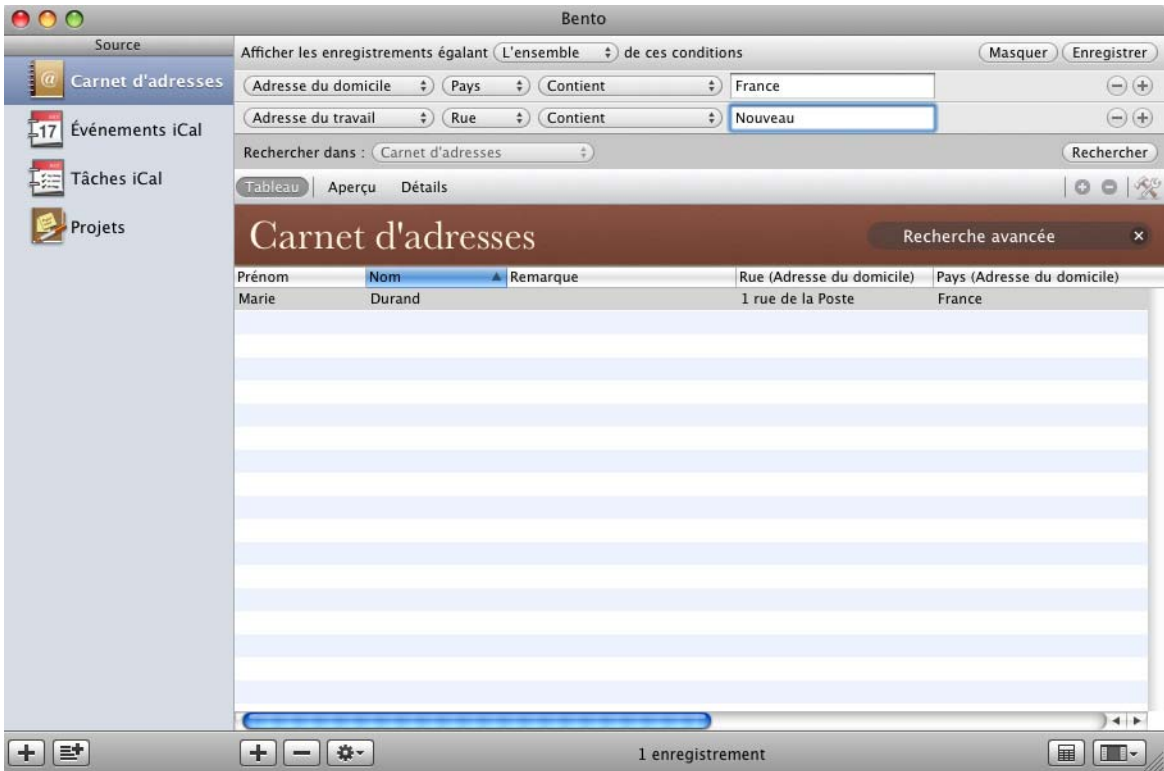 Bento
Source
Carnet d'adresses
17
Événements iCal
Tâches iCal
Projets
Afficher les enregistrements égalant L'ensemble de ces conditions Masquer Enregistrer
Adresse du domicile Pays Contient France
Adresse du travail Rue Contient Nouveau
Rechercher dans : Carnet d'adresses Rechercher
Tableau Aperçu Détails
Carnet d'adresses Recherche avancée
Prénom Nom Remarque Rue (Adresse du domicile) Pays (Adresse du domicile)
Marie Durand 1 rue de la Poste France
1 enregistrement